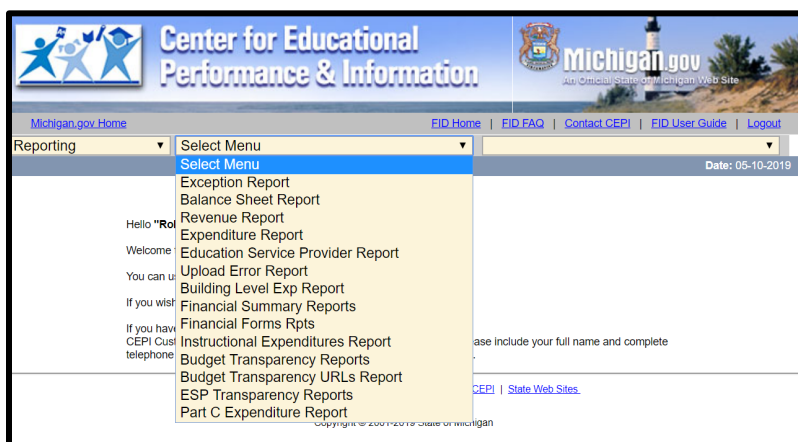 Center for Educational
Performance & Information
Michigan.gov
An Official State of Michigan Web Site
Michigan.gov Home
FID Home | FID FAQ | Contact CEPI | FID User Guide | Logout
Reporting
Select Menu
Select Menu
Date: 05-10-2019
Exception Report
Balance Sheet Report
Revenue Report
Expenditure Report
Education Service Provider Report
Upload Error Report
Building Level Exp Report
Financial Summary Reports
Financial Forms Rpts
Instructional Expenditures Report
Budget Transparency Reports
Budget Transparency URLs Report
ESP Transparency Reports
Part C Expenditure Report
Hello "Rol
Welcome
You can u
If you wish
If you have
CEPI Cust ase include your full name and complete
telephone
CEPI | State Web Sites
Copyright © 2001-2019 State of Michigan